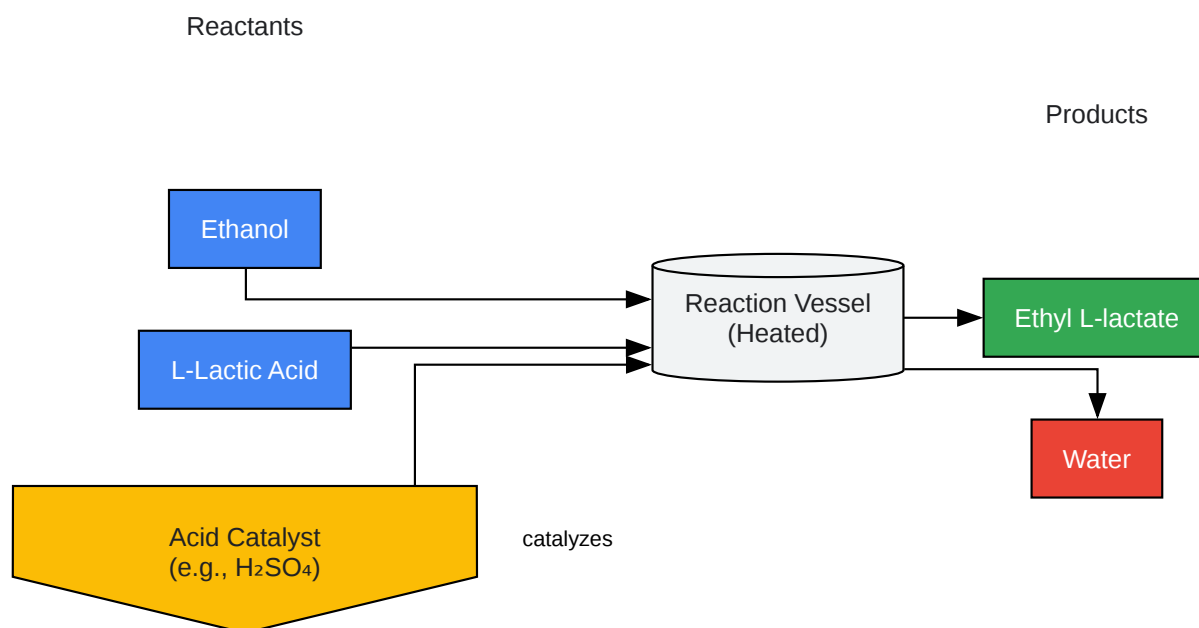 Reactants
Products
Ethanol
L-Lactic Acid
Reaction Vessel
(Heated)
Ethyl L-lactate
Water
Acid Catalyst
(e.g., H₂SO₄)
catalyzes